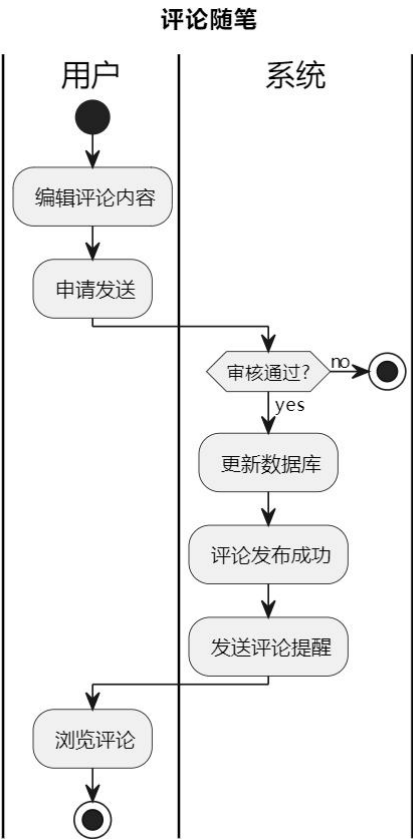 评论随笔
用户
系统
编辑评论内容
申请发送
审核通过?
no
yes
更新数据库
评论发布成功
发送评论提醒
浏览评论